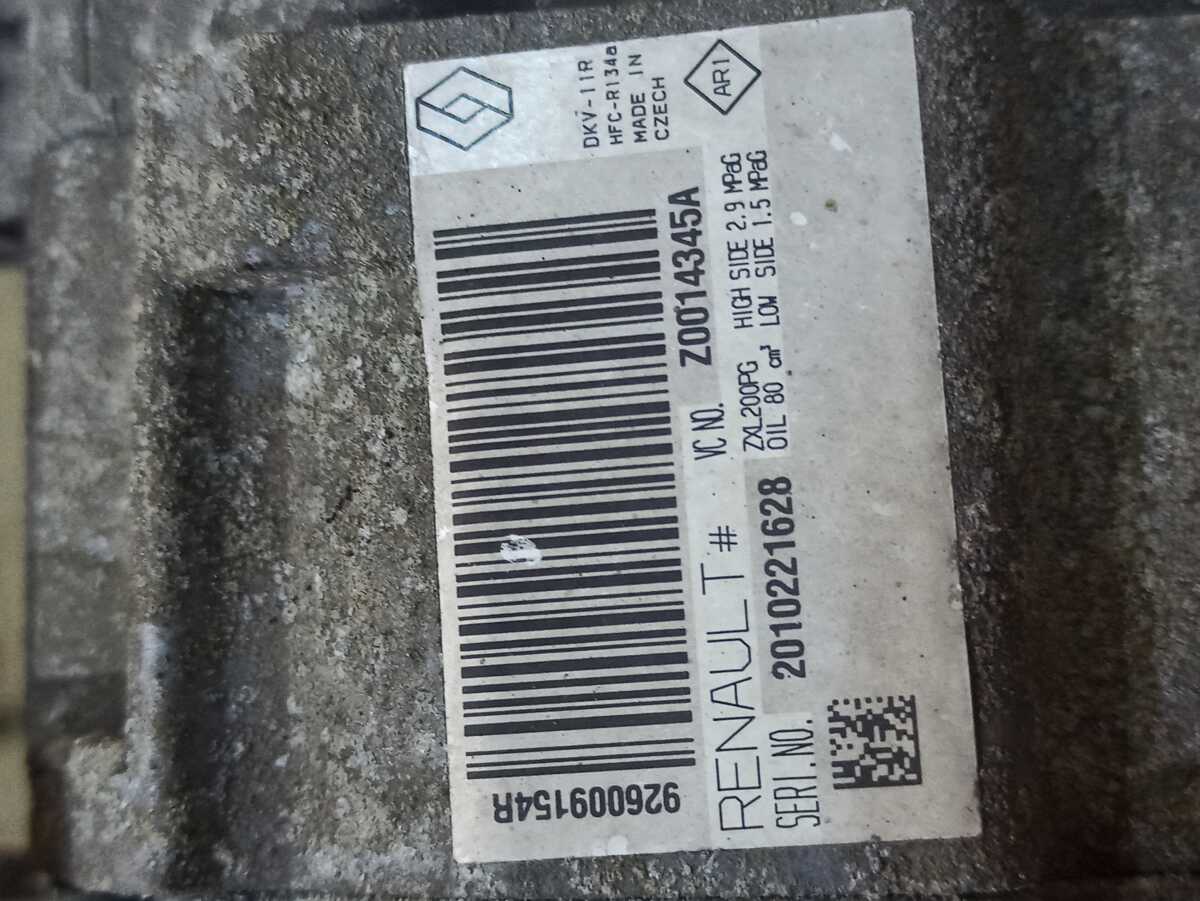 DKV-11R
HFC-R134a
MADE IN
CZECH
AR1
926009154R
RENAULT # VC NO. Z0014345A
SERI.NO. 2010221628
ZXL200PG HIGH SIDE 2.9 MPaG
OIL 80 cm³ LOW SIDE 1.5 MPaG